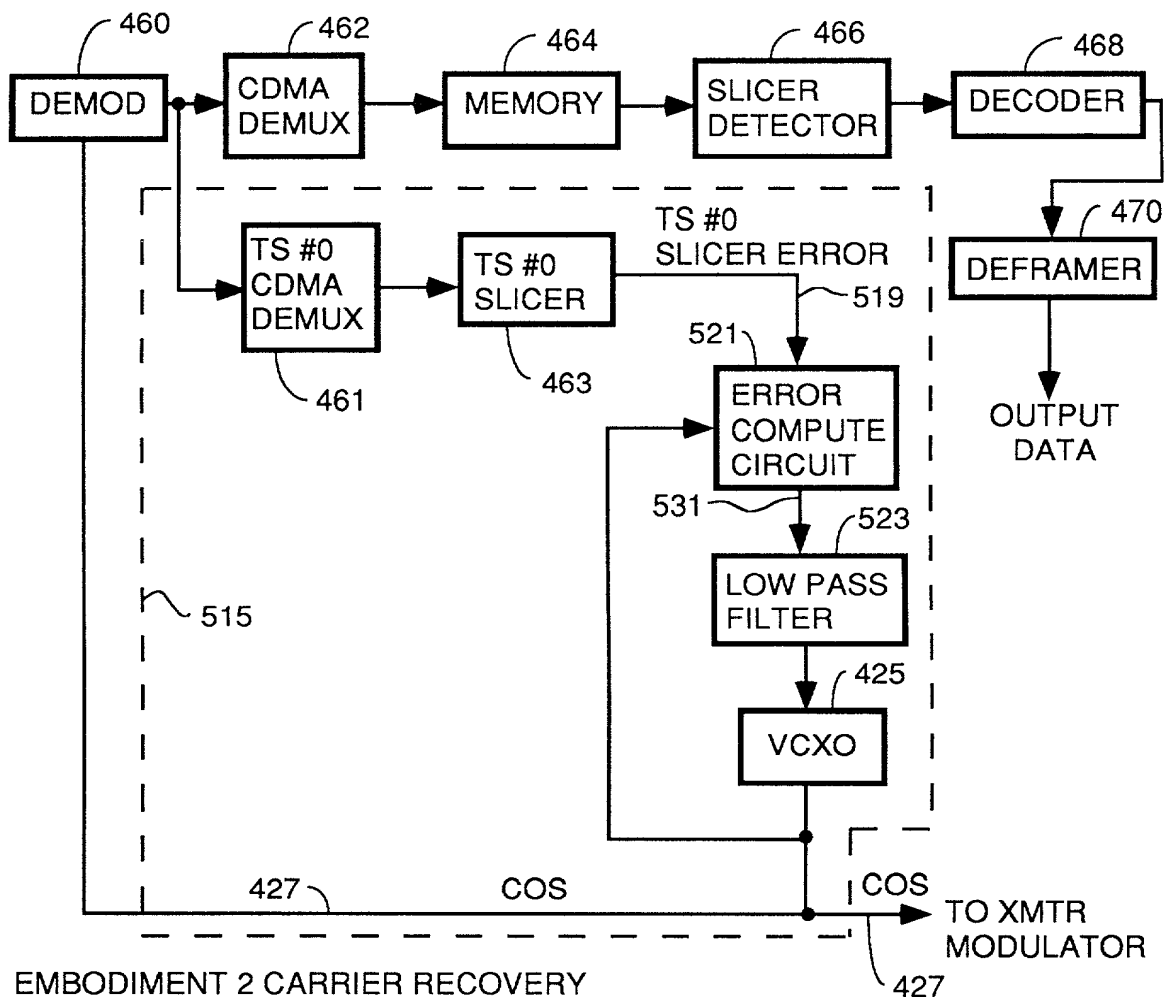 460
462
464
466
468
DEMOD
CDMA
DEMUX
MEMORY
SLICER
DETECTOR
DECODER
470
DEFRAMER
OUTPUT
DATA
TS #0
CDMA
DEMUX
461
TS #0
SLICER
463
TS #0
SLICER ERROR
519
521
ERROR
COMPUTE
CIRCUIT
531
523
LOW PASS
FILTER
515
425
VCXO
427
COS
COS
TO XMTR
MODULATOR
427
EMBODIMENT 2 CARRIER RECOVERY